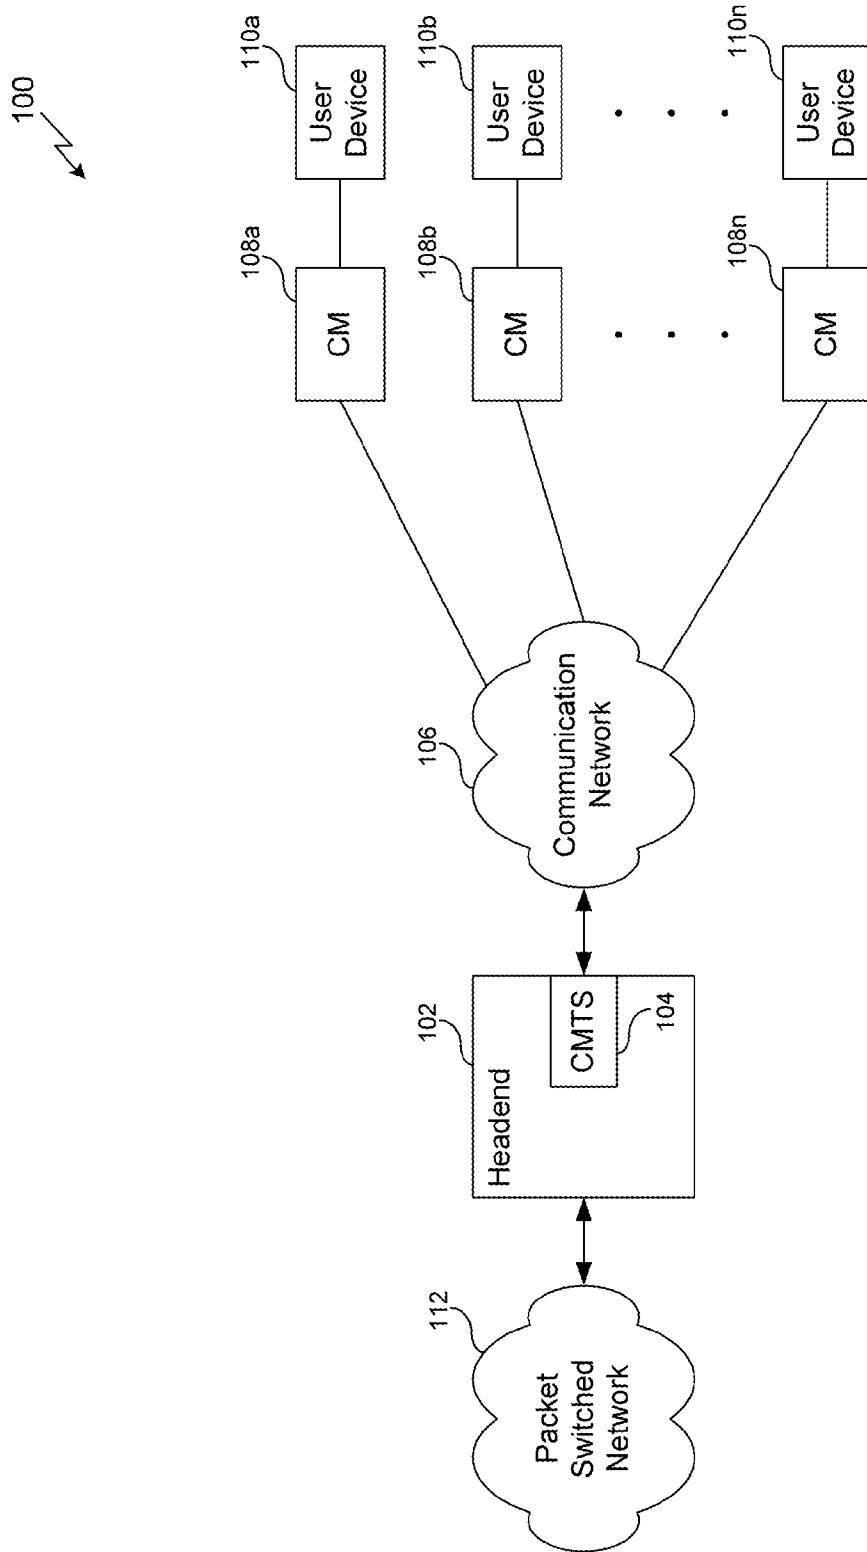 100
110a
User
Device
108a
CM
110b
User
Device
108b
CM
110n
User
Device
108n
CM
106
Communication
Network
102
Headend
CMTS
104
112
Packet
Switched
Network